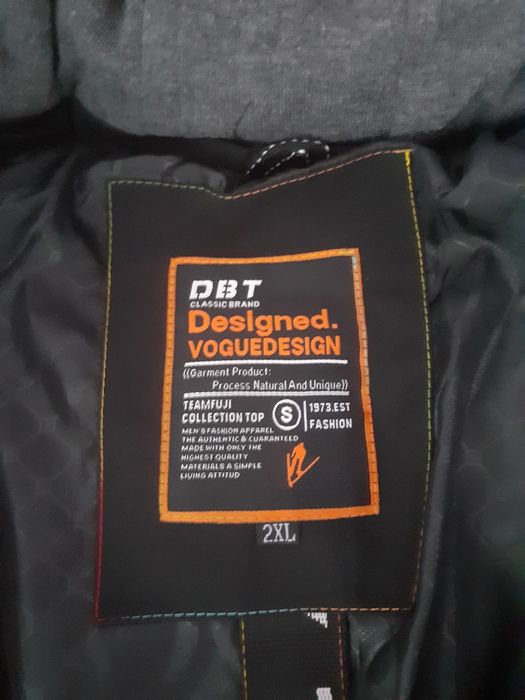 DBT
CLASSIC BRAND
Designed.
VOGUEDESIGN
((Garment Product:
Process Natural And Unique))
TEAMFUJI
COLLECTION TOP
S
1973.EST
FASHION
MEN'S FASHION APPAREL
THE AUTHENTIC & GUARANTEED
MADE WITH ONLY THE
HIGHEST QUALITY
MATERIALS A SIMPLE
LIVING ATTITUD
2XL